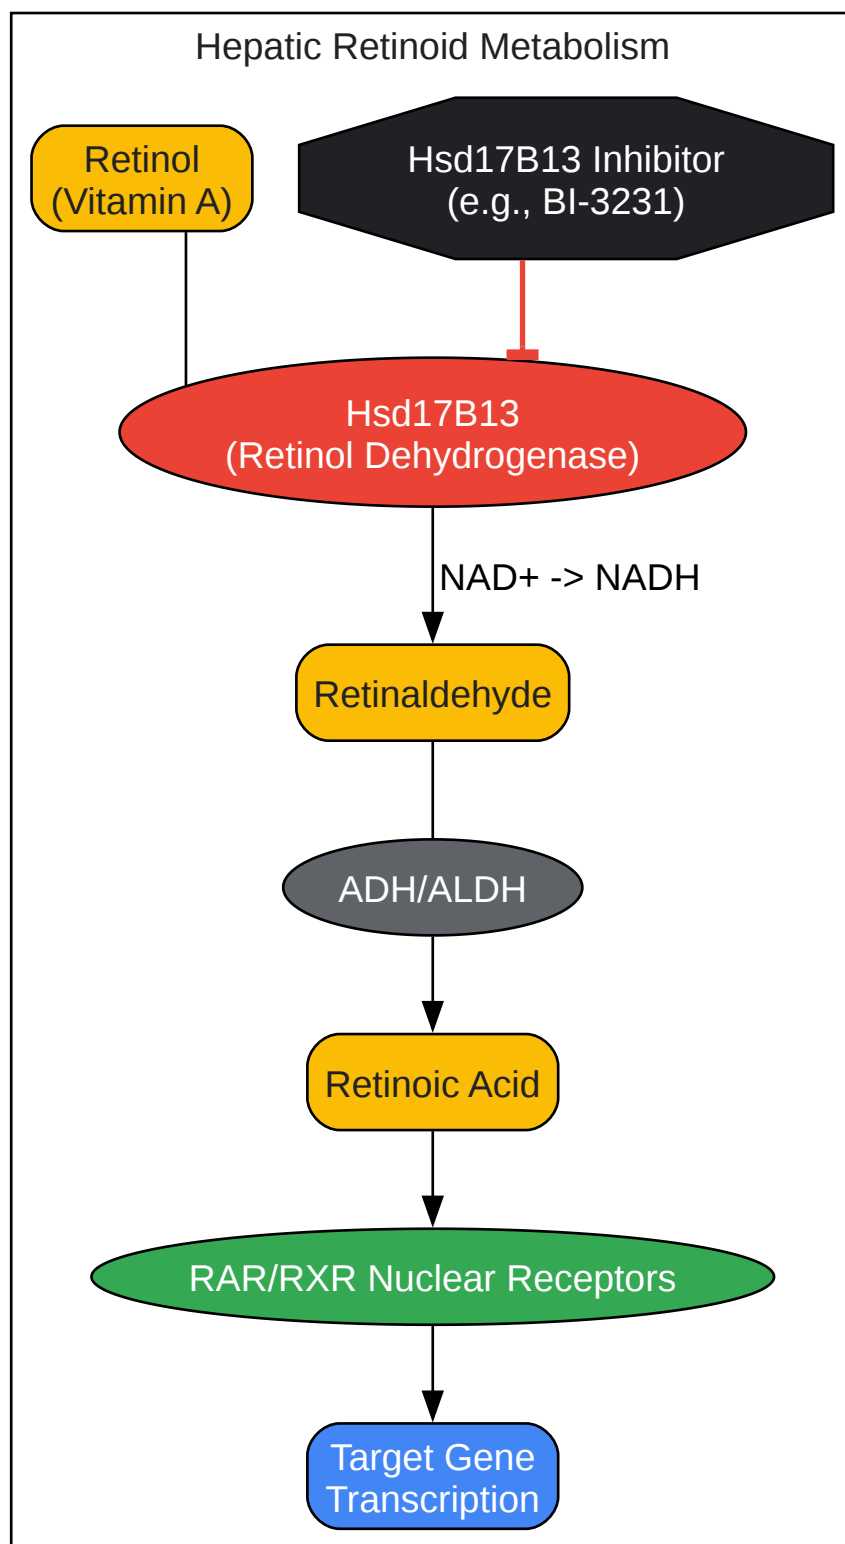 Hepatic Retinoid Metabolism
Retinol
(Vitamin A)
Hsd17B13 Inhibitor
(e.g., BI-3231)
Hsd17B13
(Retinol Dehydrogenase)
NAD+ -> NADH
Retinaldehyde
ADH/ALDH
Retinoic Acid
RAR/RXR Nuclear Receptors
Target Gene
Transcription